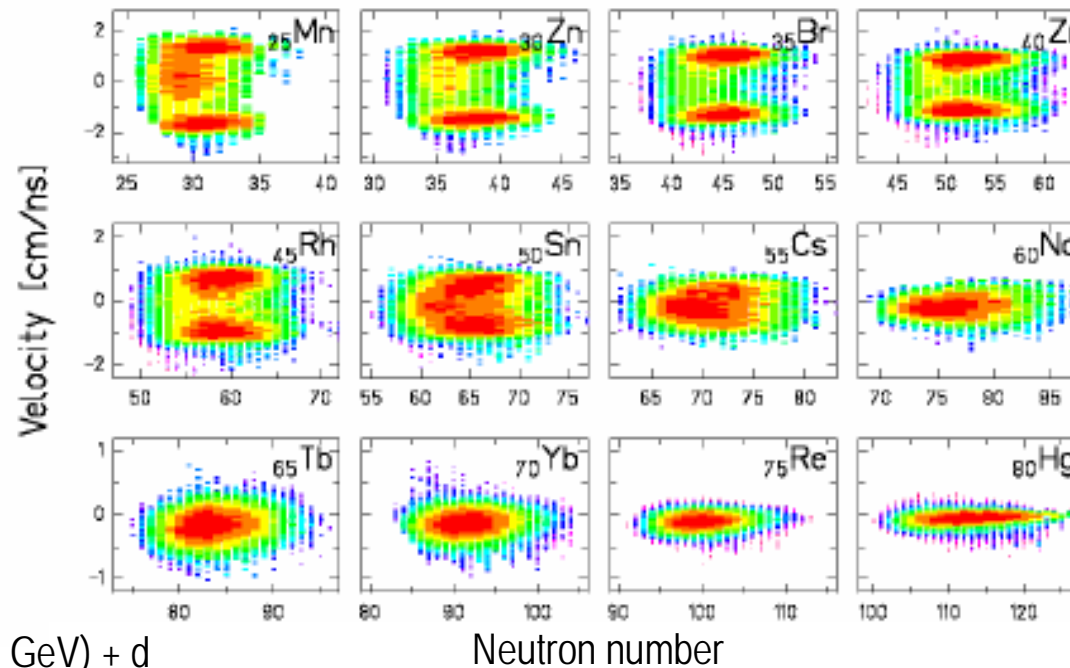 25Mn
30Zn
35Br
40Zr
2
0
-2
25 30 35 40
30 35 40 45
35 40 45 50 55
45 50 55 60
Velocity [cm/ns]
45Rh
50Sn
55Cs
60Nd
2
0
-2
50 60 70
55 60 65 70 75
65 70 75 80
70 75 80 85
65Tb
70Yb
75Re
80Hg
1
0
-1
80 90
80 90 100
90 100 110
100 110 120
GeV) + d
Neutron number